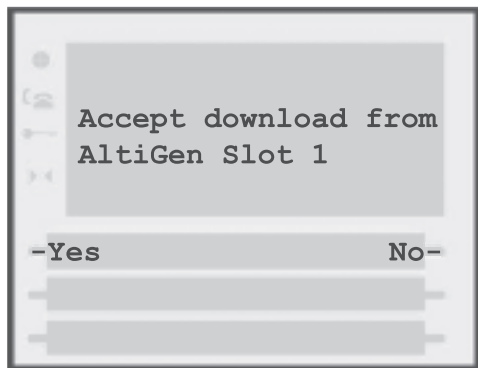 Accept download from
AltiGen Slot 1
-Yes No-